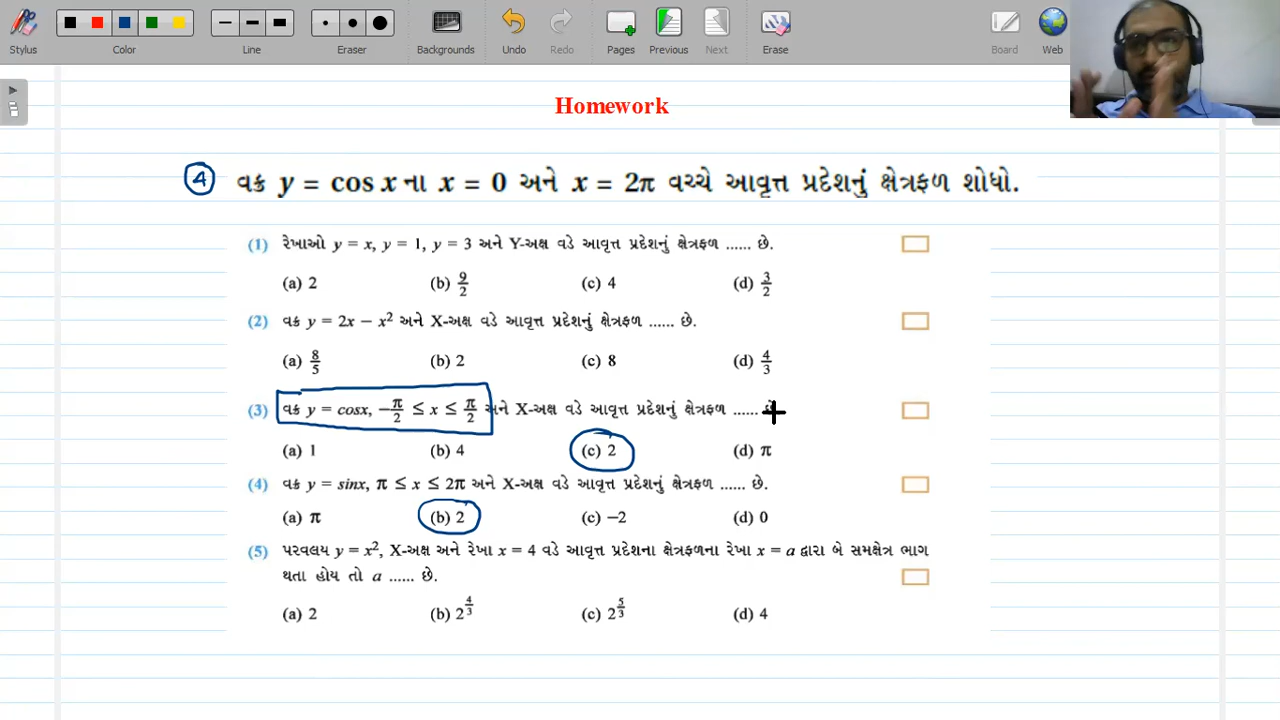 Stylus Color Line Eraser Backgrounds Undo Redo Pages Previous Next Erase Board Web
Homework
④ વક્ર y = cos x ના x = 0 અને x = 2π વચ્ચે આવૃત્ત પ્રદેશનું ક્ષેત્રફળ શોધો.
(1) રેખાઓ y = x, y = 1, y = 3 અને Y-અક્ષ વડે આવૃત્ત પ્રદેશનું ક્ષેત્રફળ ...... છે.
(a) 2 (b) 9/2 (c) 4 (d) 3/2
(2) વક્ર y = 2x − x² અને X-અક્ષ વડે આવૃત્ત પ્રદેશનું ક્ષેત્રફળ ...... છે.
(a) 8/5 (b) 2 (c) 8 (d) 4/3
(3) વક્ર y = cosx, −π/2 ≤ x ≤ π/2 અને X-અક્ષ વડે આવૃત્ત પ્રદેશનું ક્ષેત્રફળ ......
(a) 1 (b) 4 (c) 2 (d) π
(4) વક્ર y = sinx, π ≤ x ≤ 2π અને X-અક્ષ વડે આવૃત્ત પ્રદેશનું ક્ષેત્રફળ ...... છે.
(a) π (b) 2 (c) −2 (d) 0
(5) પરવલય y = x², X-અક્ષ અને રેખા x = 4 વડે આવૃત્ત પ્રદેશના ક્ષેત્રફળના રેખા x = a દ્વારા બે સમક્ષેત્ર ભાગ
થતા હોય તો a ...... છે.
(a) 2 (b) 2^(4/3) (c) 2^(5/3) (d) 4